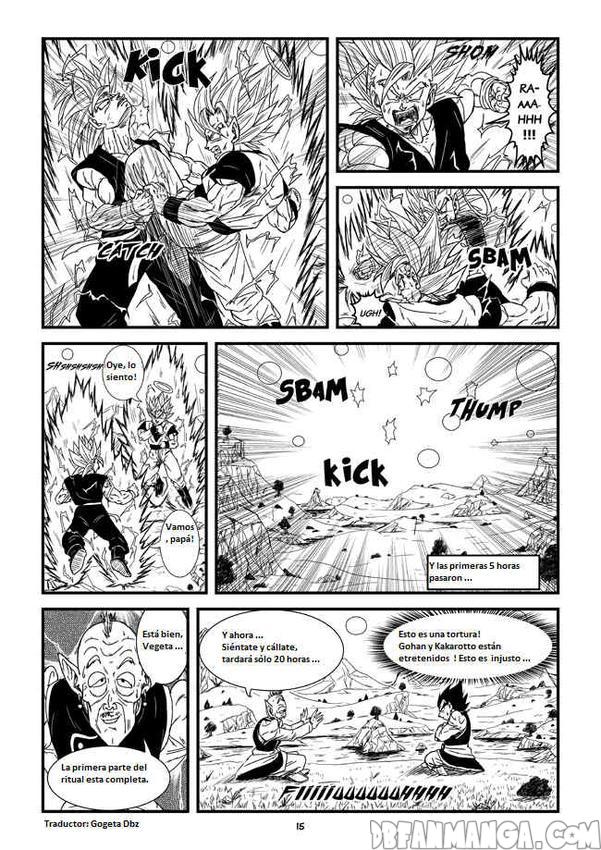 KICK
CATCH
SHON
RA-
AAA-
HHH
!!!
SBAM
UGH!
SHSHSHSHSH
Oye, lo
siento!
Vamos
, papá!
SBAM
THUMP
KICK
Y las primeras 5 horas
pasaron ...
Está bien,
Vegeta ...
La primera parte del
ritual esta completa.
Y ahora ...
Siéntate y cállate,
tardará sólo 20 horas ...
Esto es una tortura!
Gohan y Kakarotto están
etretenidos ! Esto es injusto ...
Traductor: Gogeta Dbz
15
DBFANMANGA.COM